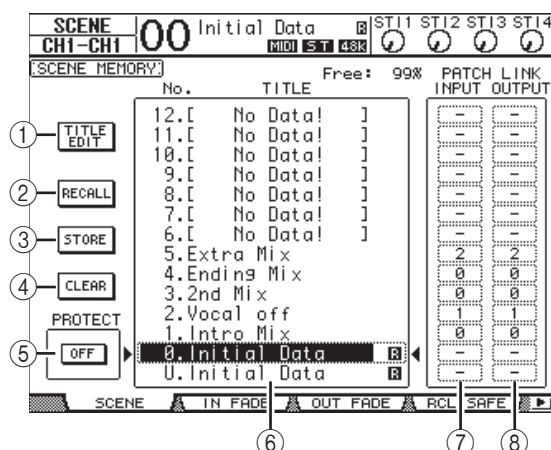 SCENE
CH1-CH1
00
Initial Data R
MIDI ST 48k
STI1 STI2 STI3 STI4
[SCENE MEMORY]
Free: 99%
PATCH LINK
No. TITLE INPUT OUTPUT
12.[ No Data! ] - -
① TITLE EDIT
11.[ No Data! ] - -
10.[ No Data! ] - -
9.[ No Data! ] - -
② RECALL
8.[ No Data! ] - -
7.[ No Data! ] - -
③ STORE
6.[ No Data! ] - -
5.Extra Mix 2 2
4.Ending Mix 0 0
④ CLEAR
3.2nd Mix 0 0
2.Vocal off 1 1
PROTECT
1.Intro Mix 0 0
⑤ OFF
0.Initial Data R - -
U.Initial Data R - -
SCENE IN FADE OUT FADE RCL SAFE
⑥ ⑦ ⑧